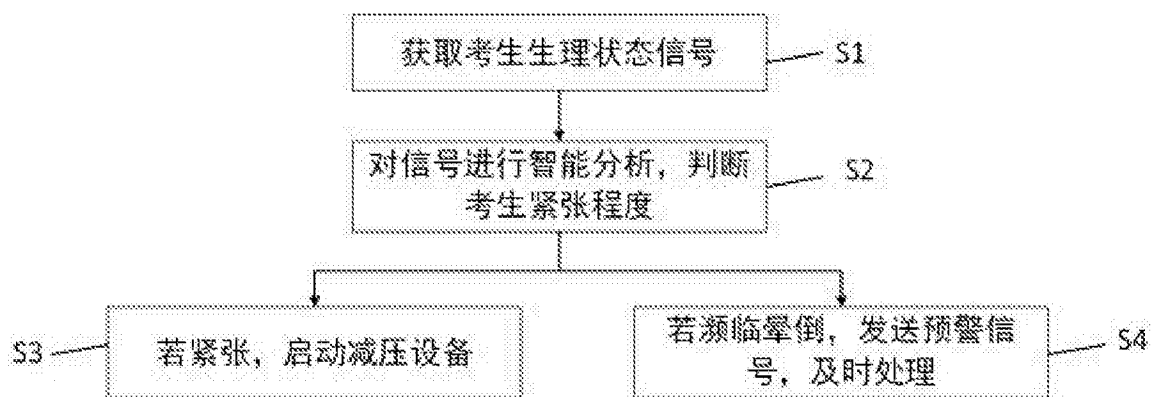 获取考生生理状态信号
S1
对信号进行智能分析，判断
考生紧张程度
S2
S3
若紧张，启动减压设备
若濒临晕倒，发送预警信
号，及时处理
S4